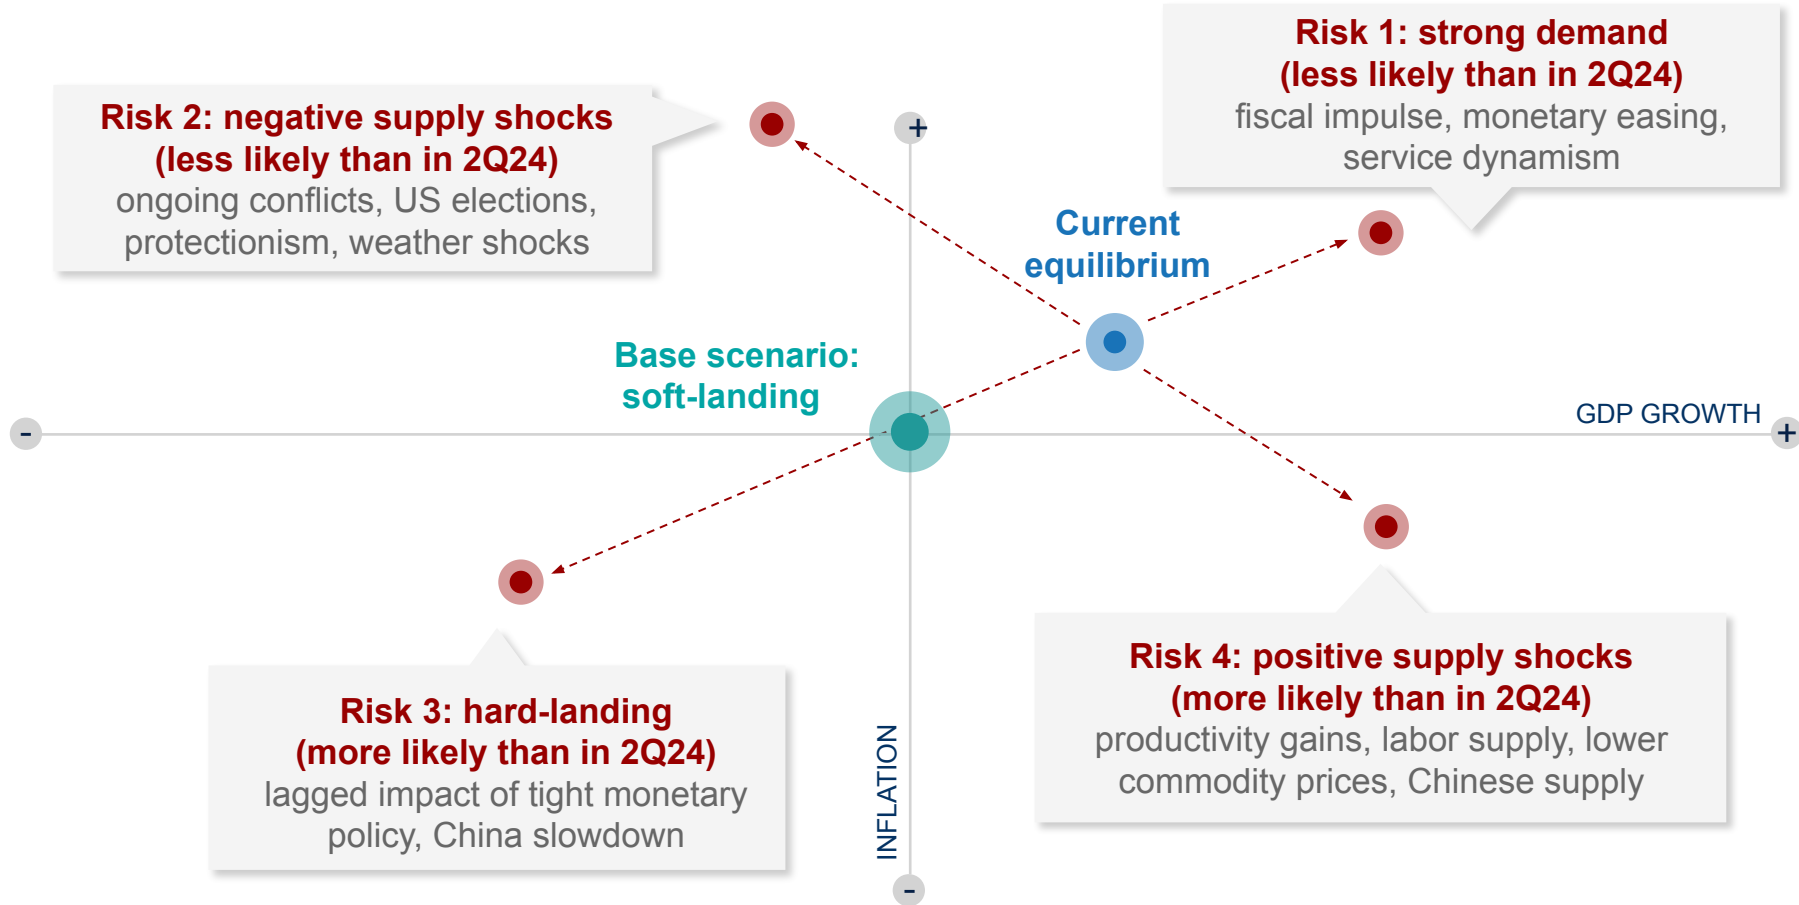 Risk 1: strong demand
(less likely than in 2Q24)
fiscal impulse, monetary easing,
service dynamism
Risk 2: negative supply shocks
(less likely than in 2Q24)
ongoing conflicts, US elections,
protectionism, weather shocks
+
Current
equilibrium
Base scenario:
soft-landing
-
GDP GROWTH
+
Risk 3: hard-landing
(more likely than in 2Q24)
lagged impact of tight monetary
policy, China slowdown
INFLATION
-
Risk 4: positive supply shocks
(more likely than in 2Q24)
productivity gains, labor supply, lower
commodity prices, Chinese supply